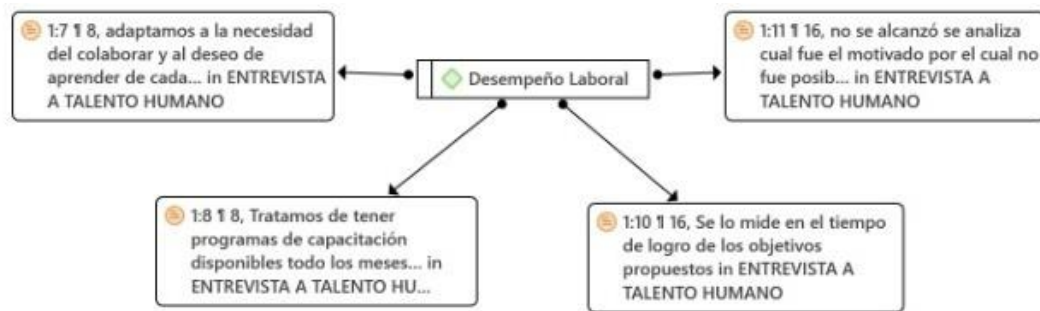 1:7 ¶ 8, adaptamos a la necesidad
del colaborar y al deseo de
aprender de cada... in ENTREVISTA
A TALENTO HUMANO
Desempeño Laboral
1:11 ¶ 16, no se alcanzó se analiza
cual fue el motivado por el cual no
fue posib... in ENTREVISTA A
TALENTO HUMANO
1:8 ¶ 8, Tratamos de tener
programas de capacitación
disponibles todo los meses... in
ENTREVISTA A TALENTO HU...
1:10 ¶ 16, Se lo mide en el tiempo
de logro de los objetivos
propuestos in ENTREVISTA A
TALENTO HUMANO